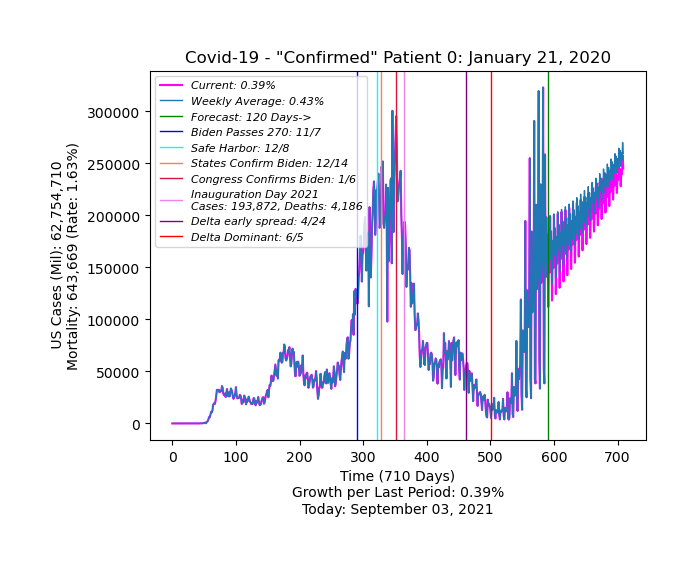 Covid-19 - "Confirmed" Patient 0: January 21, 2020
Current: 0.39%
Weekly Average: 0.43%
Forecast: 120 Days->
Biden Passes 270: 11/7
Safe Harbor: 12/8
States Confirm Biden: 12/14
Congress Confirms Biden: 1/6
Inauguration Day 2021
Cases: 193,872, Deaths: 4,186
Delta early spread: 4/24
Delta Dominant: 6/5
US Cases (Mil): 62,754,710
Mortality: 643,669 (Rate: 1.63%)
300000
250000
200000
150000
100000
50000
0
0 100 200 300 400 500 600 700
Time (710 Days)
Growth per Last Period: 0.39%
Today: September 03, 2021